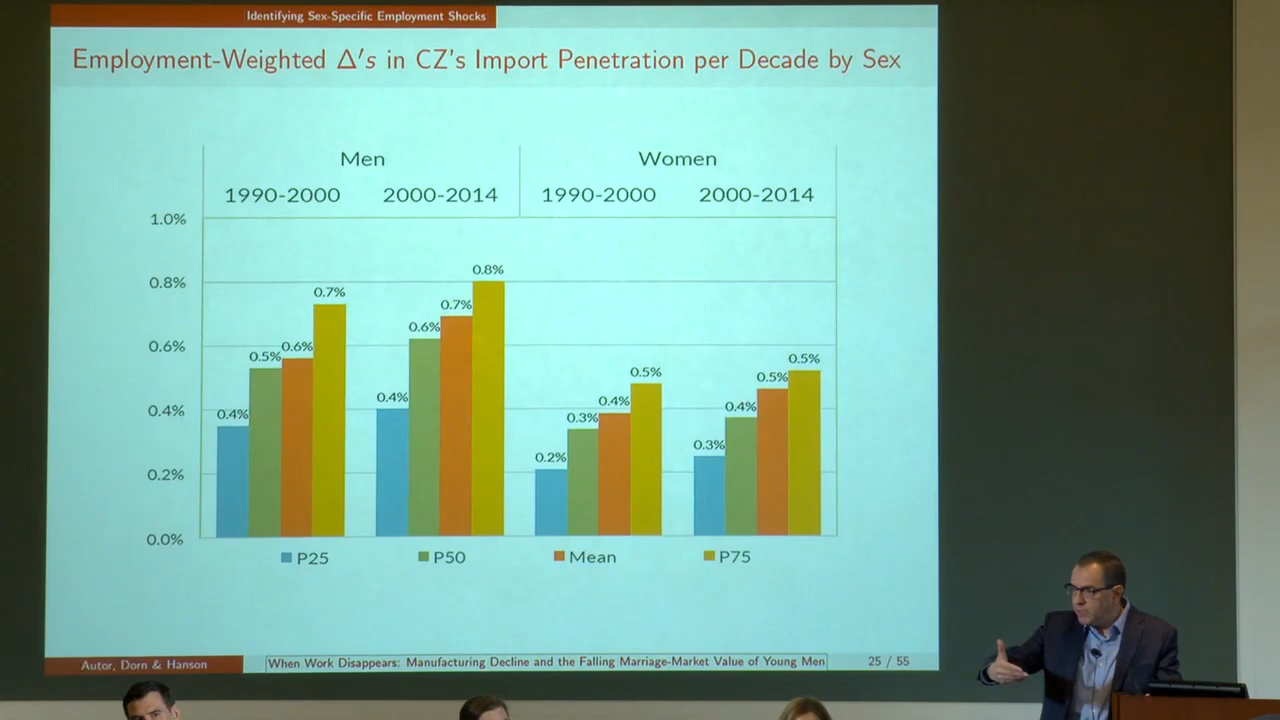 Identifying Sex-Specific Employment Shocks
Employment-Weighted Δ's in CZ's Import Penetration per Decade by Sex
Men Women
1990-2000 2000-2014 1990-2000 2000-2014
1.0%
0.8%
0.6%
0.4%
0.2%
0.0%
0.4% 0.5% 0.6% 0.7%
0.4% 0.6% 0.7% 0.8%
0.2% 0.3% 0.4% 0.5%
0.3% 0.4% 0.5% 0.5%
P25 P50 Mean P75
Autor, Dorn & Hanson
When Work Disappears: Manufacturing Decline and the Falling Marriage-Market Value of Young Men
25 / 55